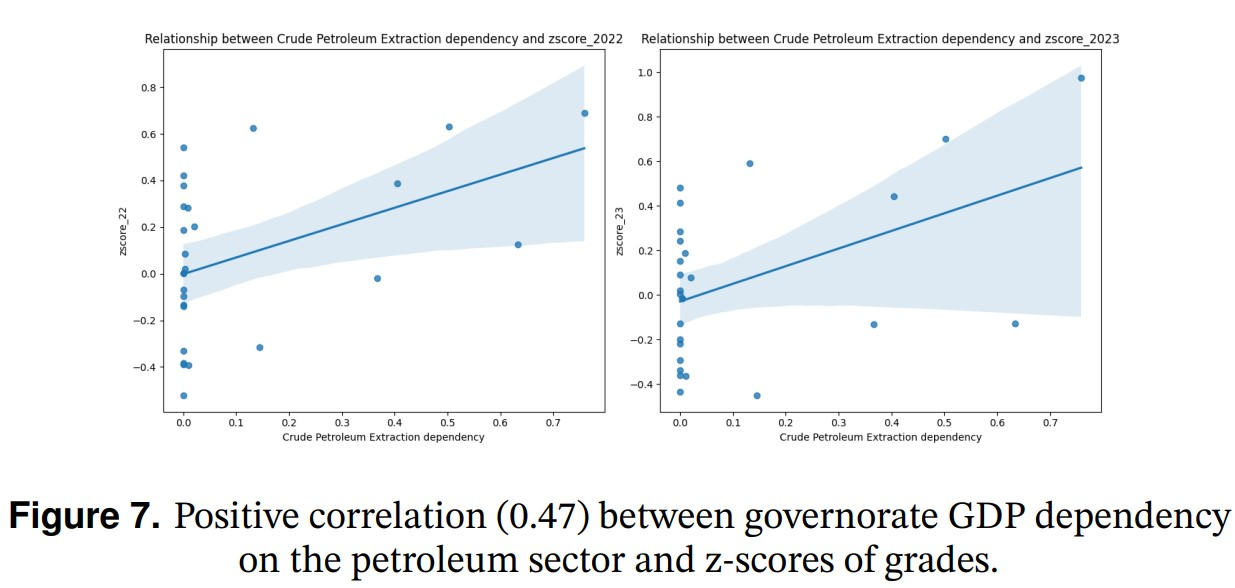 Relationship between Crude Petroleum Extraction dependency and zscore_2022
zscore_22
0.8
0.6
0.4
0.2
0.0
−0.2
−0.4
0.0 0.1 0.2 0.3 0.4 0.5 0.6 0.7
Crude Petroleum Extraction dependency
Relationship between Crude Petroleum Extraction dependency and zscore_2023
zscore_23
1.0
0.8
0.6
0.4
0.2
0.0
−0.2
−0.4
0.0 0.1 0.2 0.3 0.4 0.5 0.6 0.7
Crude Petroleum Extraction dependency
Figure 7. Positive correlation (0.47) between governorate GDP dependency
on the petroleum sector and z-scores of grades.